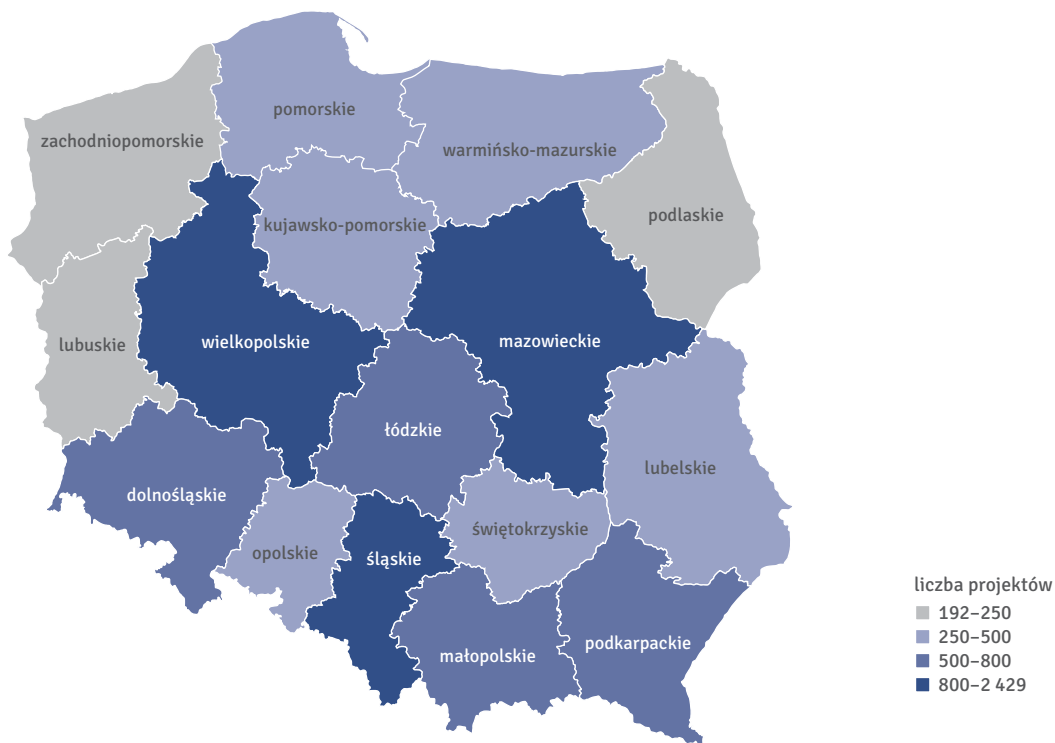 pomorskie
zachodniopomorskie
warmińsko-mazurskie
podlaskie
kujawsko-pomorskie
lubuskie
wielkopolskie
mazowieckie
łódzkie
lubelskie
dolnośląskie
świętokrzyskie
opolskie
śląskie
małopolskie
podkarpackie
liczba projektów
192–250
250–500
500–800
800–2 429